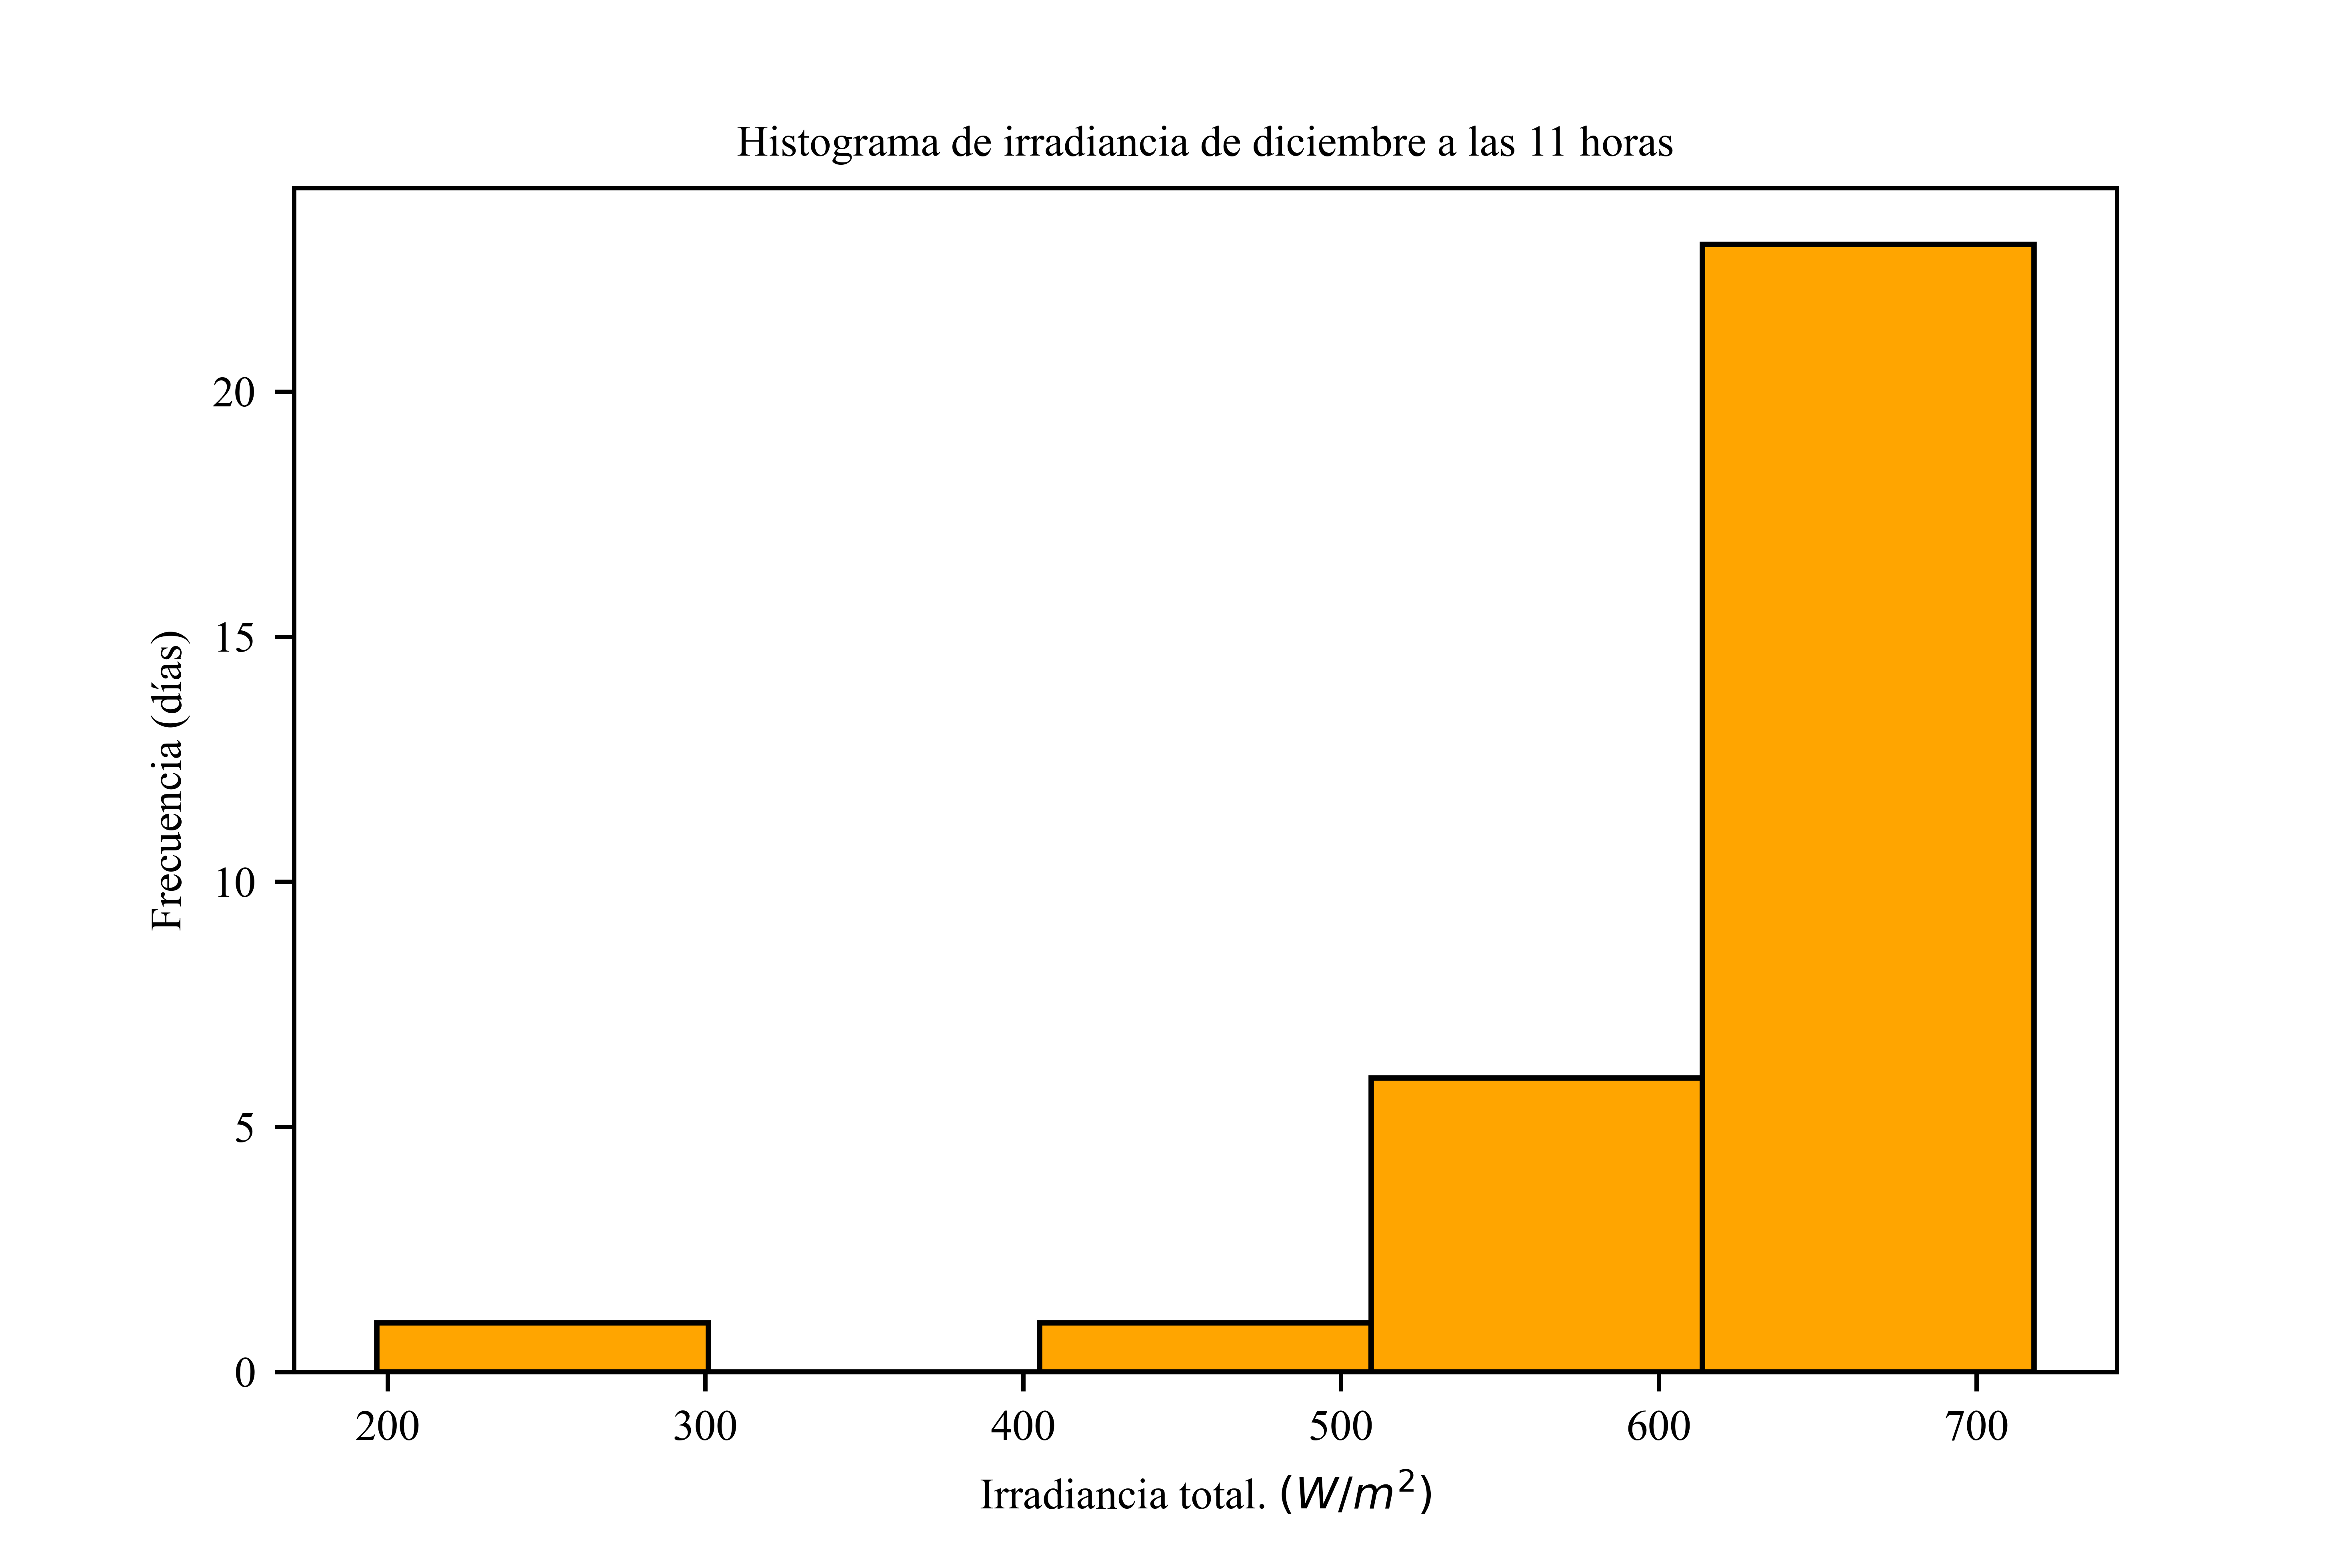 Histograma de irradiancia de diciembre a las 11 horas
Frecuencia (días)
20
15
10
5
0
200 300 400 500 600 700
Irradiancia total. (W/m²)